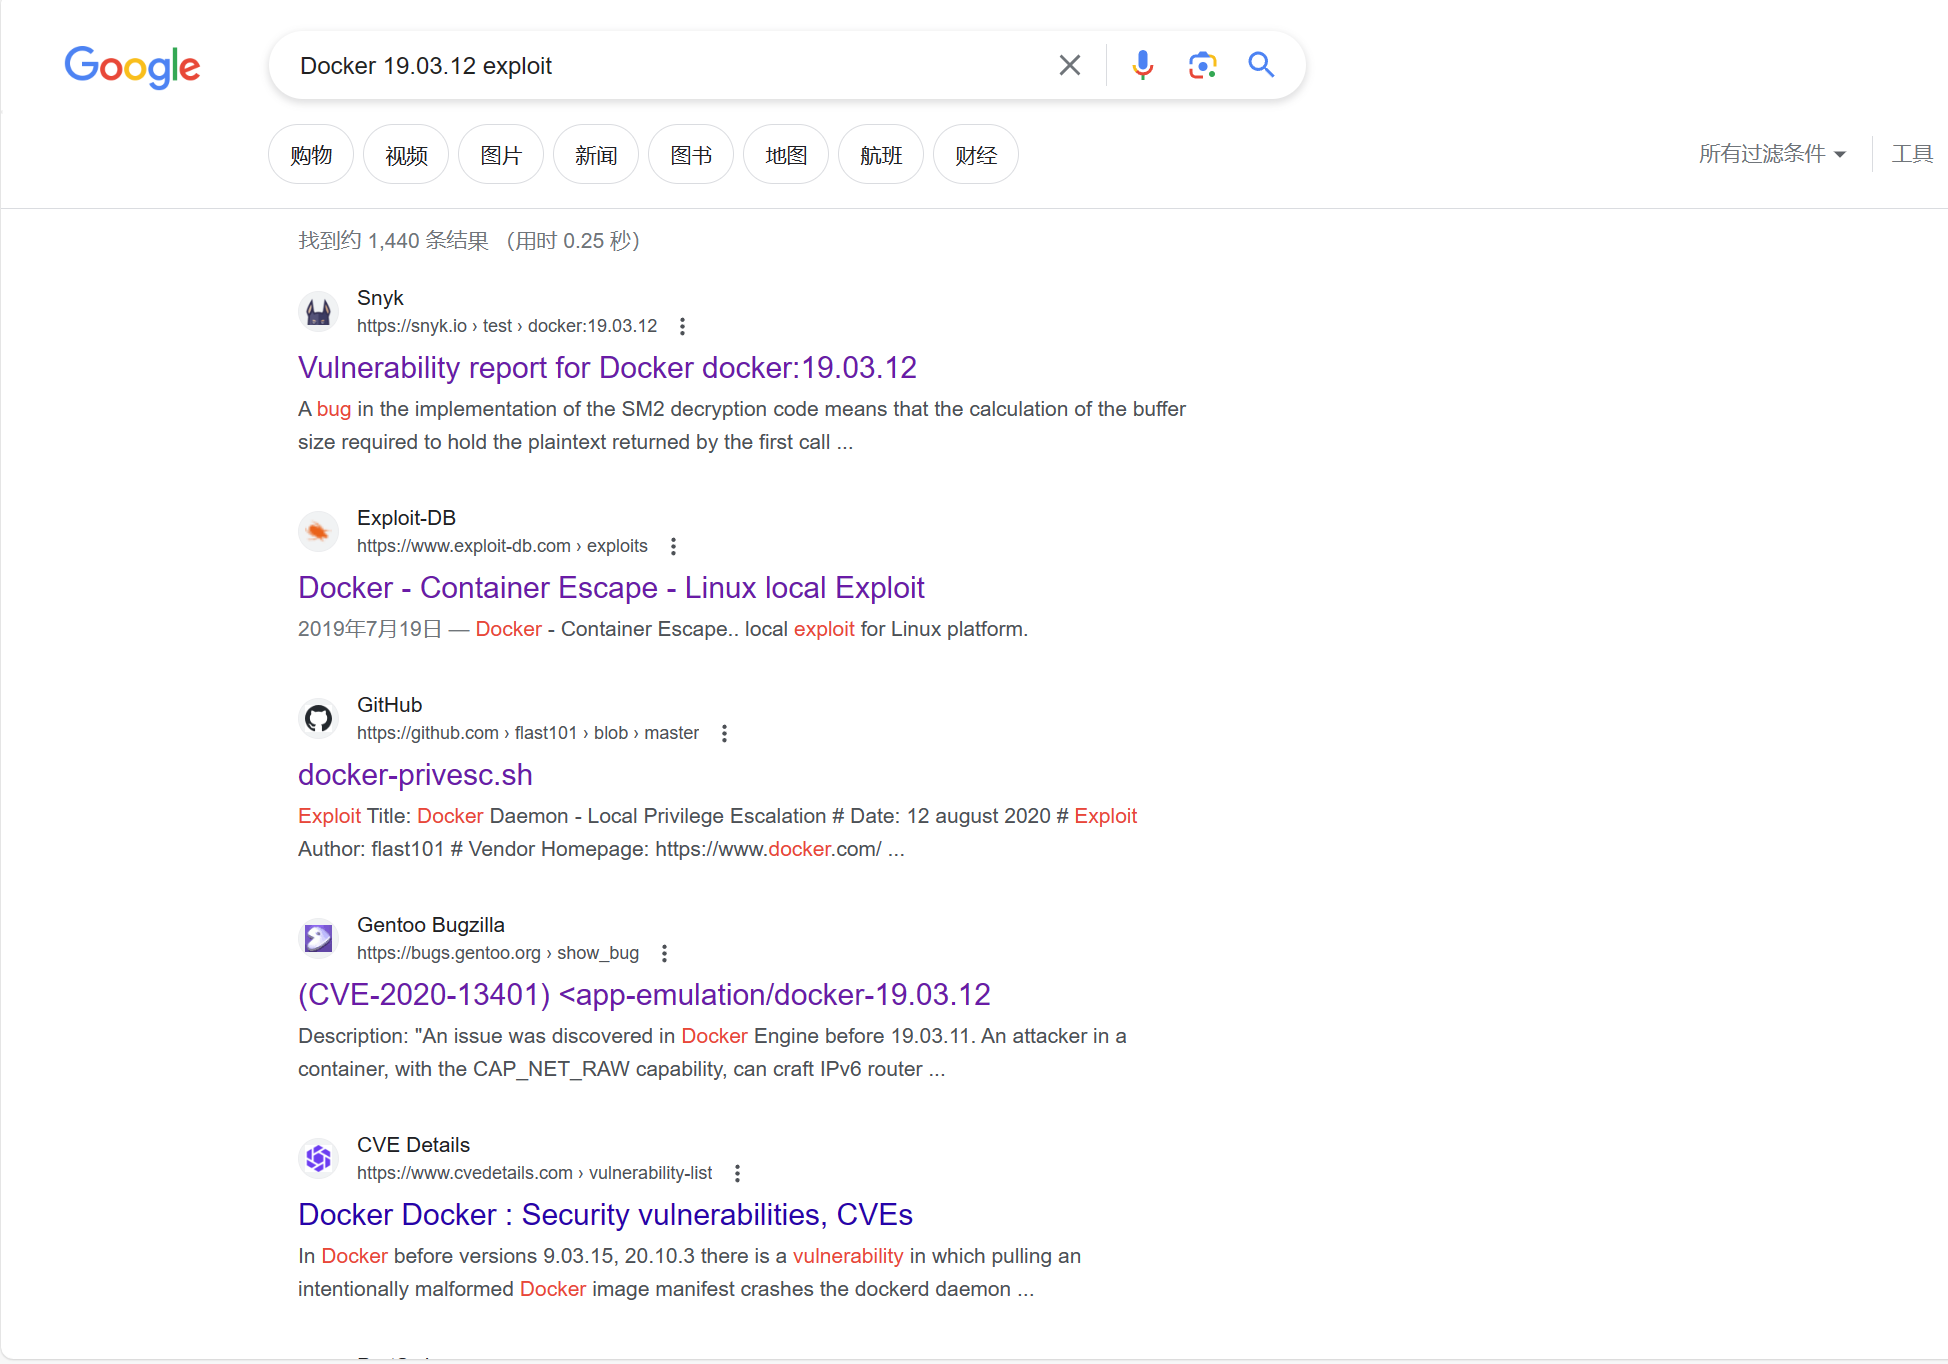 Google
Docker 19.03.12 exploit
购物 视频 图片 新闻 图书 地图 航班 财经 所有过滤条件 工具
找到约 1,440 条结果 （用时 0.25 秒）
Snyk
https://snyk.io › test › docker:19.03.12
Vulnerability report for Docker docker:19.03.12
A bug in the implementation of the SM2 decryption code means that the calculation of the buffer
size required to hold the plaintext returned by the first call ...
Exploit-DB
https://www.exploit-db.com › exploits
Docker - Container Escape - Linux local Exploit
2019年7月19日 — Docker - Container Escape.. local exploit for Linux platform.
GitHub
https://github.com › flast101 › blob › master
docker-privesc.sh
Exploit Title: Docker Daemon - Local Privilege Escalation # Date: 12 august 2020 # Exploit
Author: flast101 # Vendor Homepage: https://www.docker.com/ ...
Gentoo Bugzilla
https://bugs.gentoo.org › show_bug
(CVE-2020-13401) <app-emulation/docker-19.03.12
Description: "An issue was discovered in Docker Engine before 19.03.11. An attacker in a
container, with the CAP_NET_RAW capability, can craft IPv6 router ...
CVE Details
https://www.cvedetails.com › vulnerability-list
Docker Docker : Security vulnerabilities, CVEs
In Docker before versions 9.03.15, 20.10.3 there is a vulnerability in which pulling an
intentionally malformed Docker image manifest crashes the dockerd daemon ...